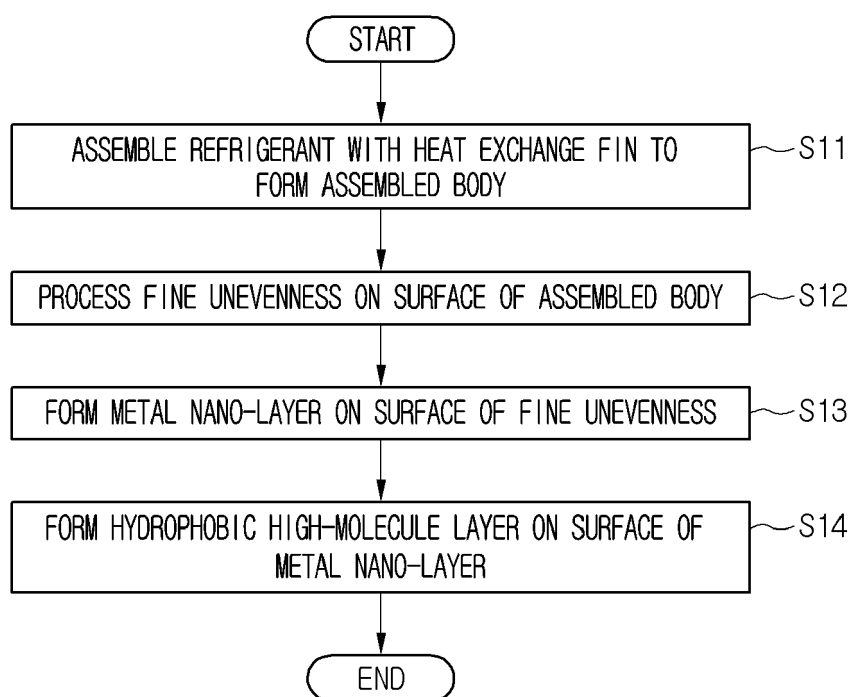 START
ASSEMBLE REFRIGERANT WITH HEAT EXCHANGE FIN TO
FORM ASSEMBLED BODY
S11
PROCESS FINE UNEVENNESS ON SURFACE OF ASSEMBLED BODY
S12
FORM METAL NANO-LAYER ON SURFACE OF FINE UNEVENNESS
S13
FORM HYDROPHOBIC HIGH-MOLECULE LAYER ON SURFACE OF
METAL NANO-LAYER
S14
END